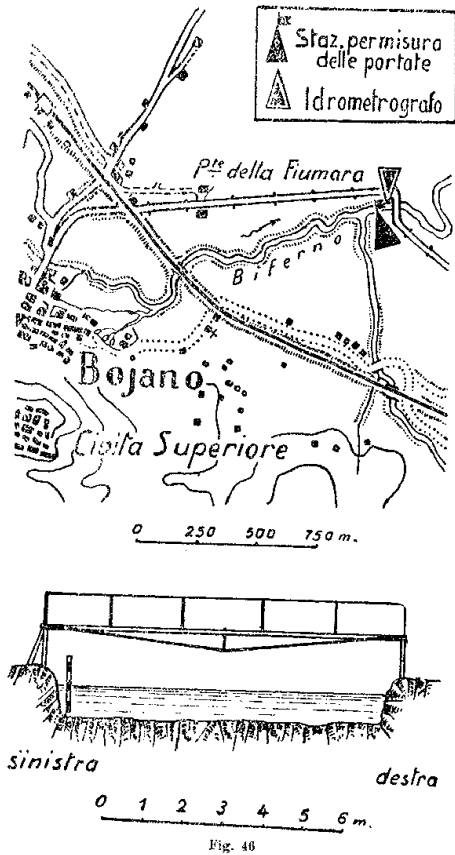 Staz. per misura
delle portate
Idrometrografo
P.te della Fiumara
Biferno
Bojano
Civita Superiore
0 250 500 750 m.
sinistra
destra
0 1 2 3 4 5 6 m.
Fig. 46